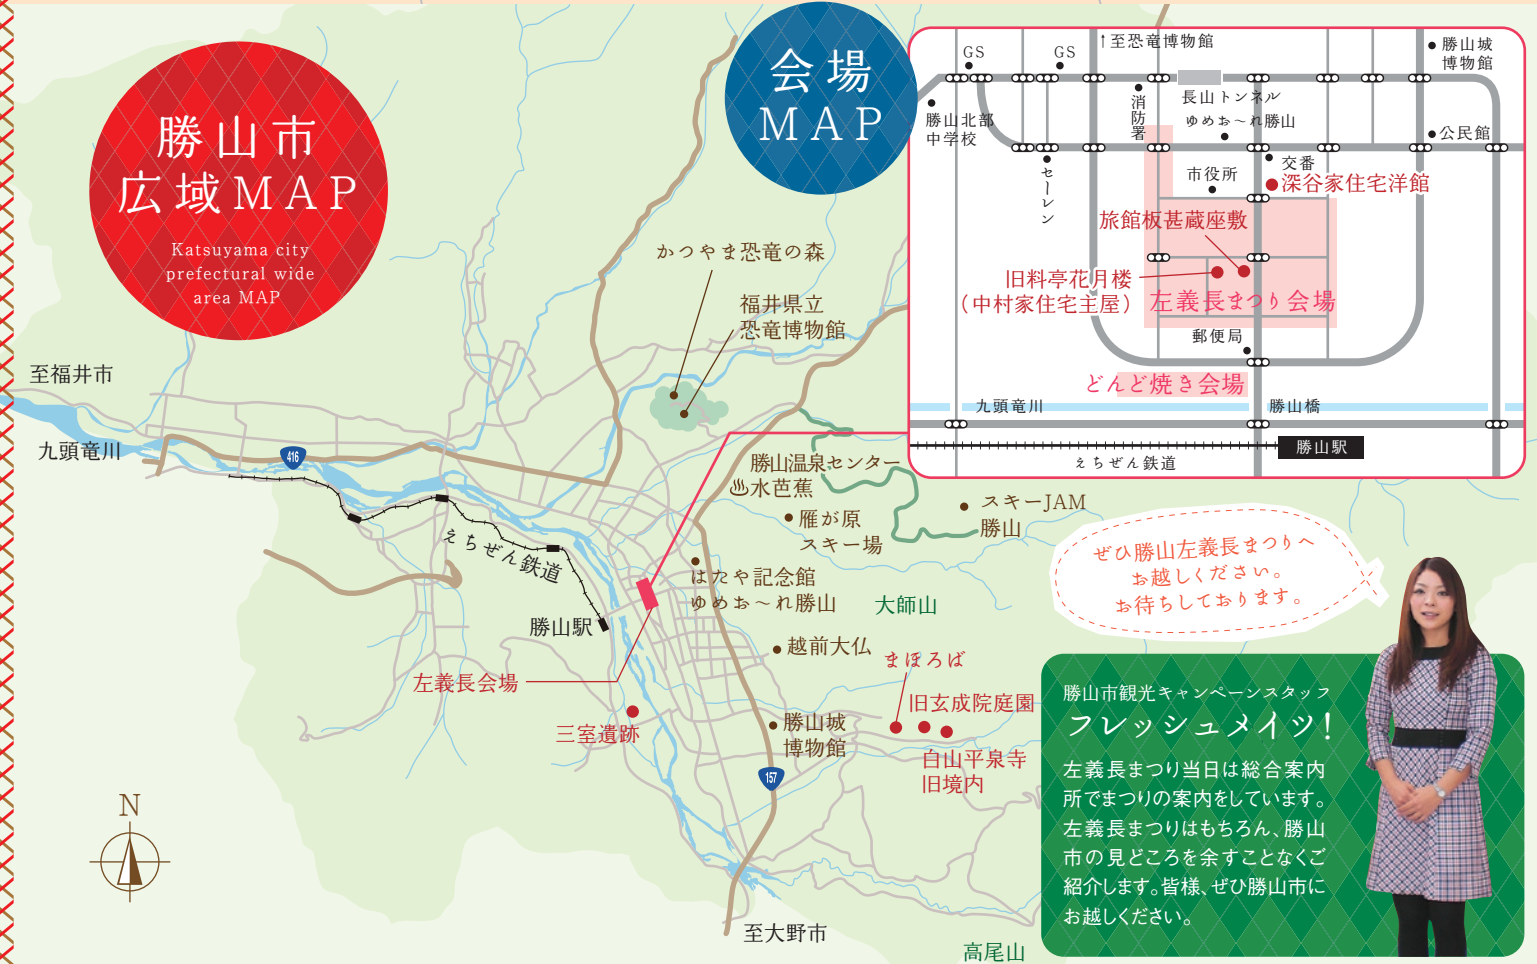 勝山市
広域MAP
Katsuyama city
prefectural wide
area MAP
会場
MAP
GS
GS
↑至恐竜博物館
勝山城
博物館
勝山北部
中学校
消防署
長山トンネル
ゆめお〜れ勝山
公民館
セーレン
市役所
交番
深谷家住宅洋館
旅館板甚蔵座敷
旧料亭花月楼
（中村家住宅主屋）
左義長まつり会場
郵便局
どんど焼き会場
九頭竜川
勝山橋
勝山駅
えちぜん鉄道
かつやま恐竜の森
福井県立
恐竜博物館
至福井市
九頭竜川
416
勝山温泉センター
水芭蕉
雁が原
スキー場
スキーJAM
勝山
えちぜん鉄道
はたや記念館
ゆめお〜れ勝山
大師山
勝山駅
越前大仏
まほろば
左義長会場
旧玄成院庭園
三室遺跡
勝山城
博物館
白山平泉寺
旧境内
157
N
至大野市
高尾山
ぜひ勝山左義長まつりへ
お越しください。
お待ちしております。
勝山市観光キャンペーンスタッフ
フレッシュメイツ！
左義長まつり当日は総合案内
所でまつりの案内をしています。
左義長まつりはもちろん、勝山
市の見どころを余すことなくご
紹介します。皆様、ぜひ勝山市に
お越しください。